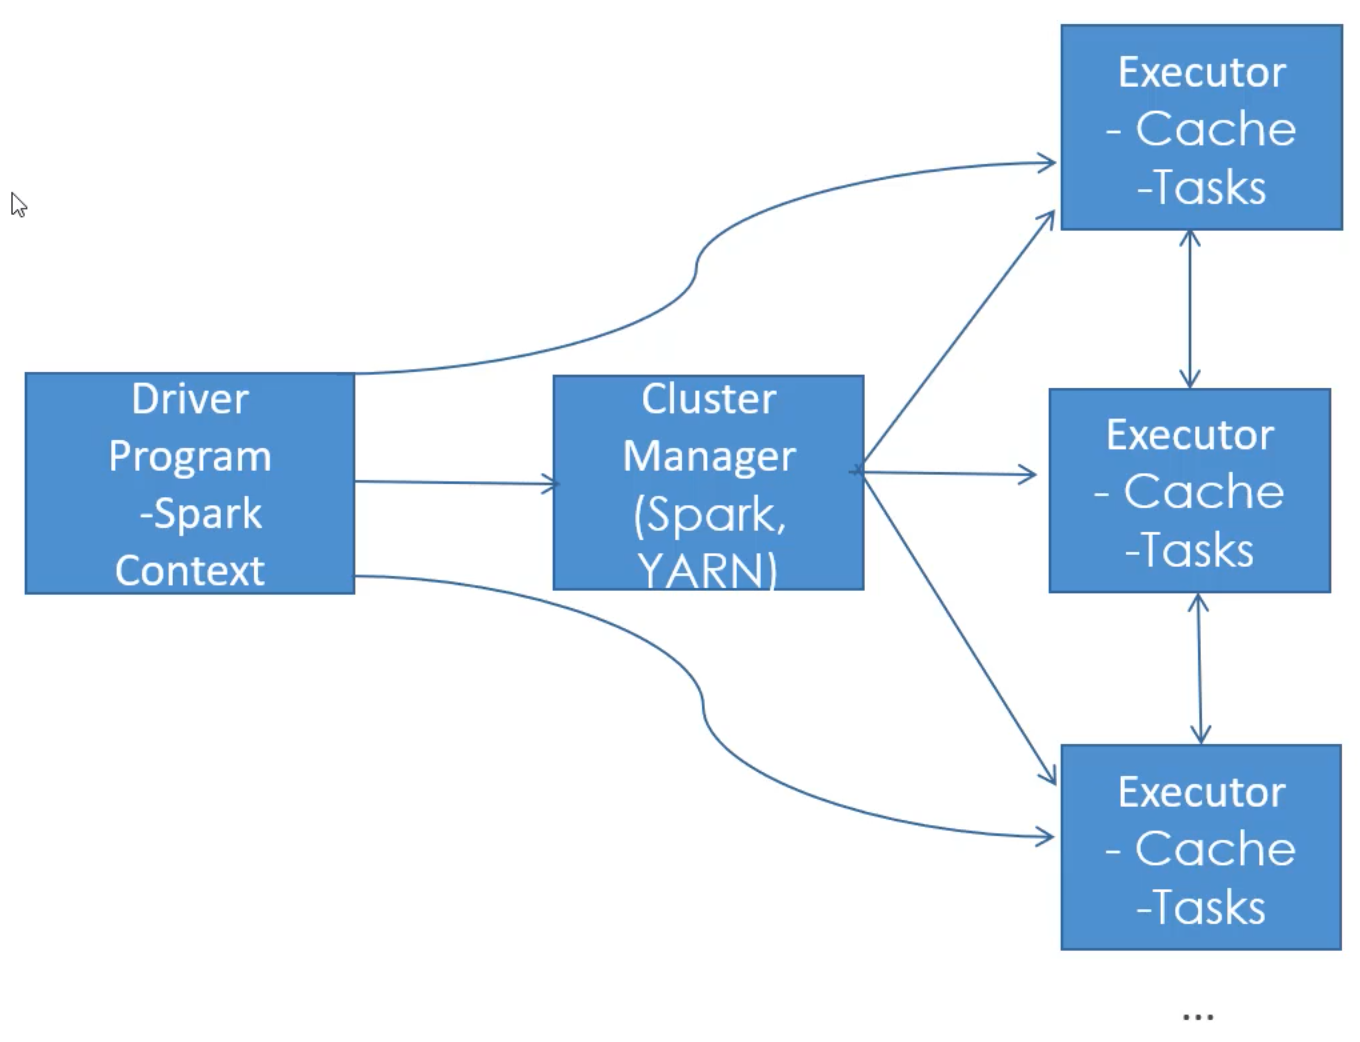 Executor
- Cache
-Tasks
Driver
Program
-Spark
Context
Cluster
Manager
(Spark,
YARN)
Executor
- Cache
-Tasks
Executor
- Cache
-Tasks
...